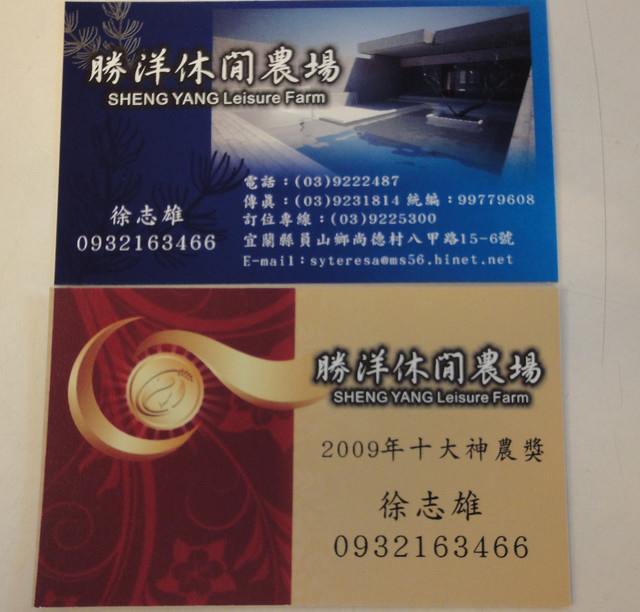 勝洋休閒農場
SHENG YANG Leisure Farm
電話：(03)9222487
傳真：(03)9231814 統編：99779608
訂位專線：(03)9225300
宜蘭縣員山鄉尚德村八甲路15-6號
E-mail：syteresa@ms56.hinet.net
徐志雄
0932163466
勝洋休閒農場
SHENG YANG Leisure Farm
2009年十大神農獎
徐志雄
0932163466